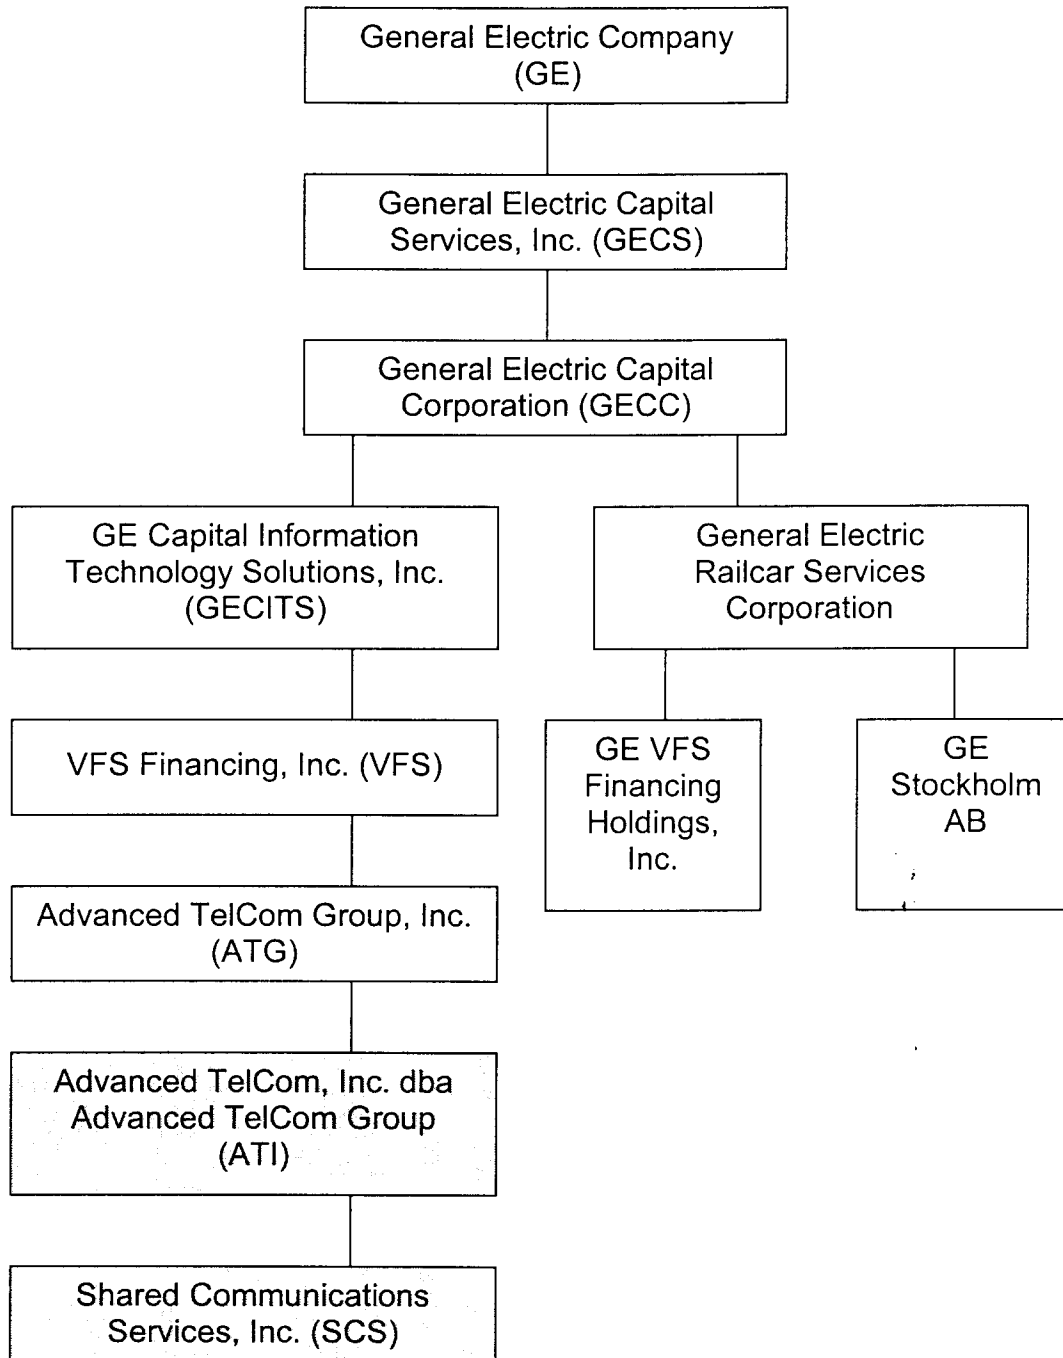 General Electric Company
(GE)
General Electric Capital
Services, Inc. (GECS)
General Electric Capital
Corporation (GECC)
GE Capital Information
Technology Solutions, Inc.
(GECITS)
General Electric
Railcar Services
Corporation
VFS Financing, Inc. (VFS)
GE VFS
Financing
Holdings,
Inc.
GE
Stockholm
AB
Advanced TelCom Group, Inc.
(ATG)
Advanced TelCom, Inc. dba
Advanced TelCom Group
(ATI)
Shared Communications
Services, Inc. (SCS)